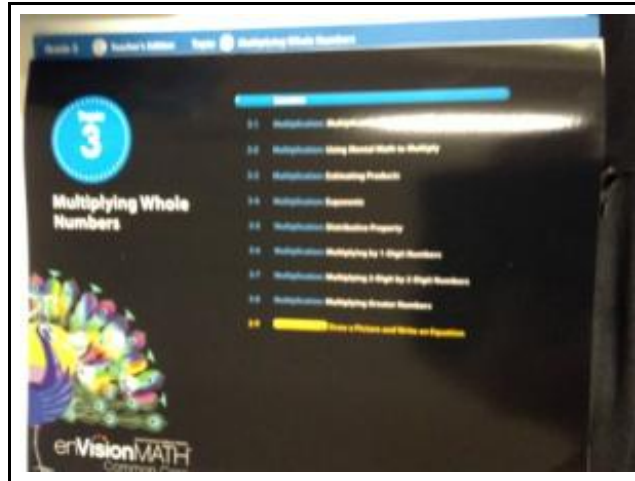 Grade 5 Teacher's Edition Topic 3 Multiplying Whole Numbers
Topic
3
Multiplying Whole
Numbers
3-1 Multiplication:
3-2 Multiplication: Using Mental Math to Multiply
3-3 Multiplication: Estimating Products
3-4 Multiplication: Exponents
3-5 Multiplication: Distributive Property
3-6 Multiplication: Multiplying by 1-Digit Numbers
3-7 Multiplication: Multiplying 2-Digit by 2-Digit Numbers
3-8 Multiplication: Multiplying Greater Numbers
3-9 Draw a Picture and Write an Equation
enVisionMATH
Common Core